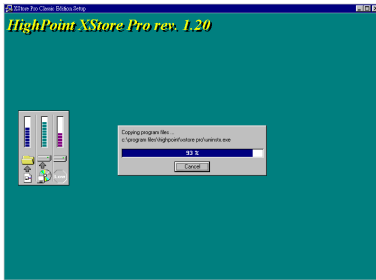 XStore Pro Classic Edition Setup
HighPoint XStore Pro rev. 1.20
Copying program files...
c:\program files\highpoint\xstore pro\uninstx.exe
93 %
Cancel